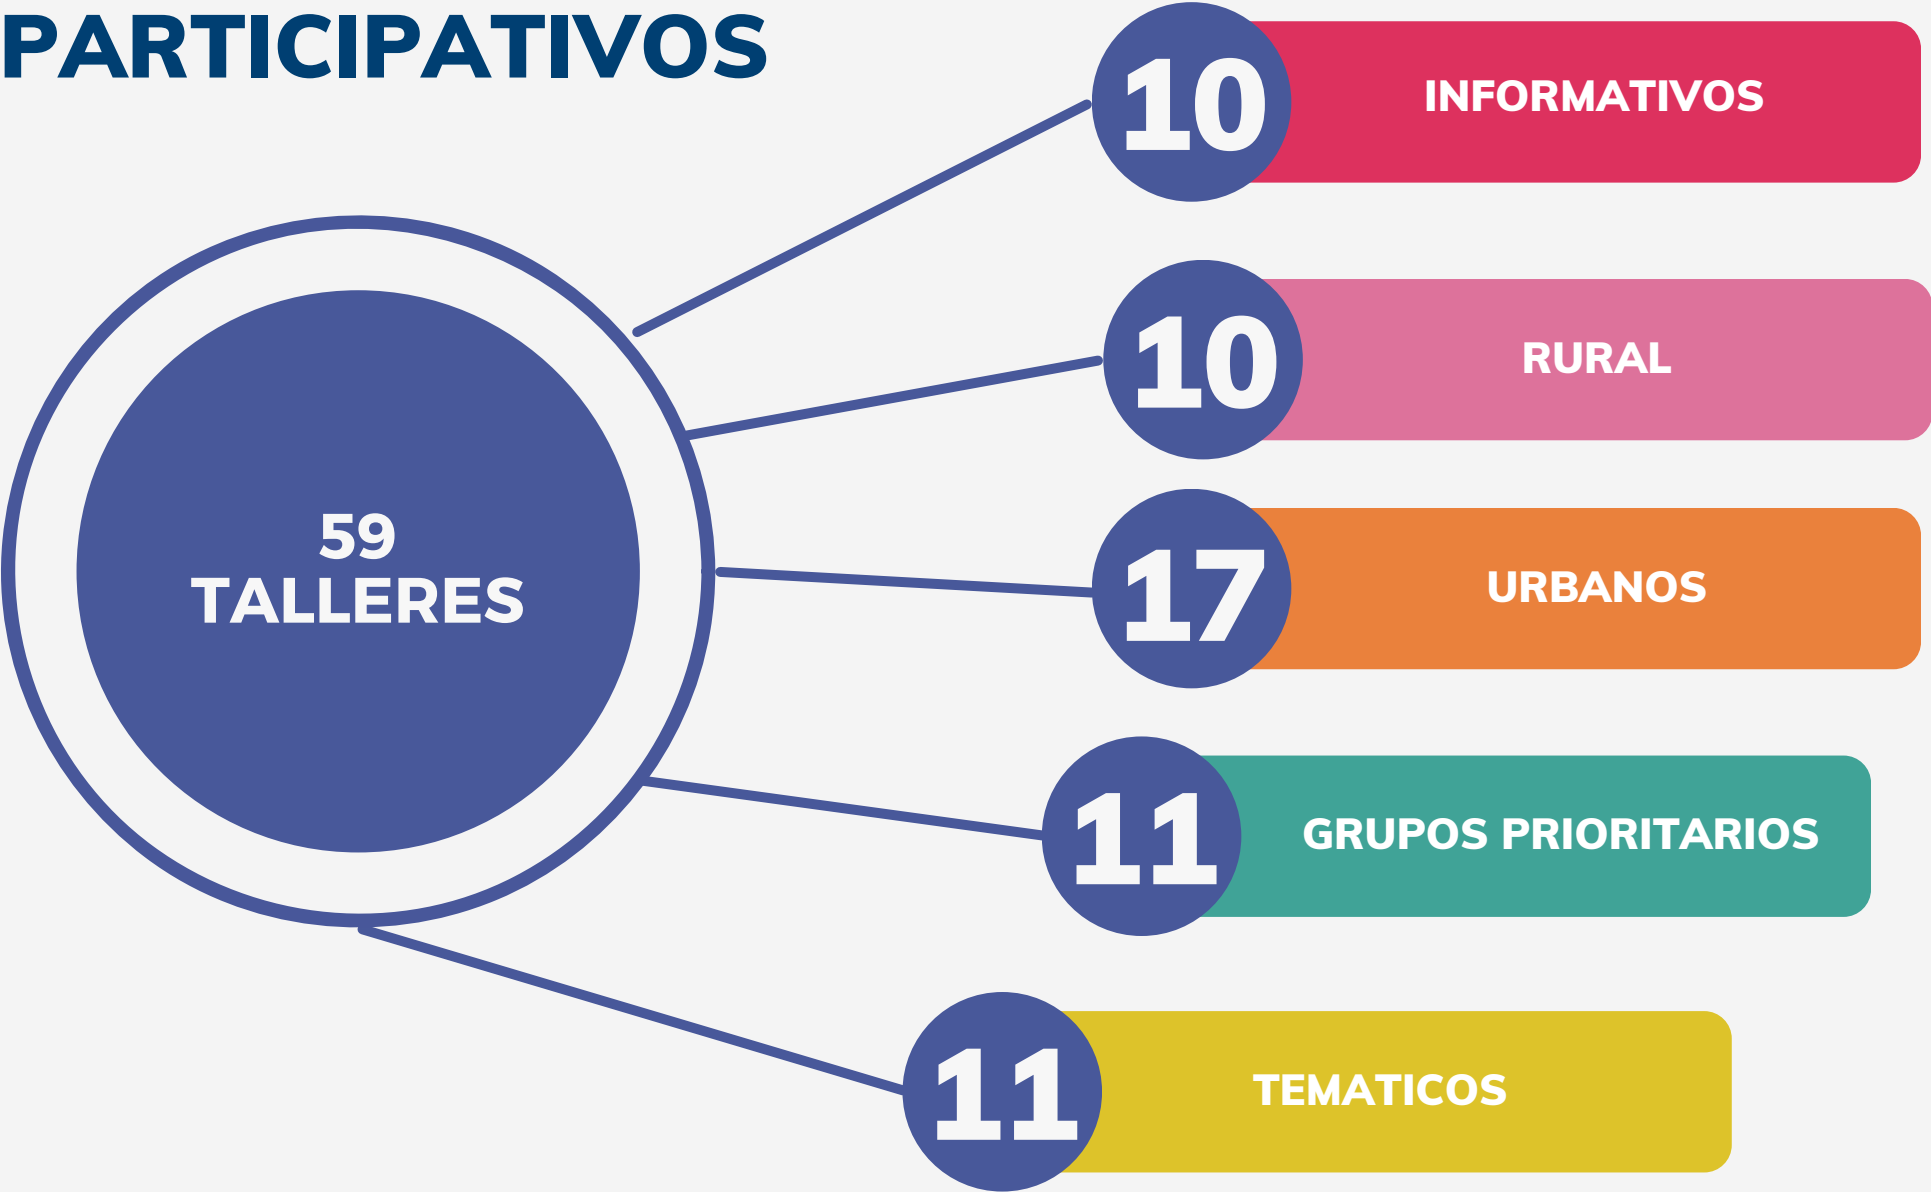 PARTICIPATIVOS
59
TALLERES
10
INFORMATIVOS
10
RURAL
17
URBANOS
11
GRUPOS PRIORITARIOS
11
TEMATICOS